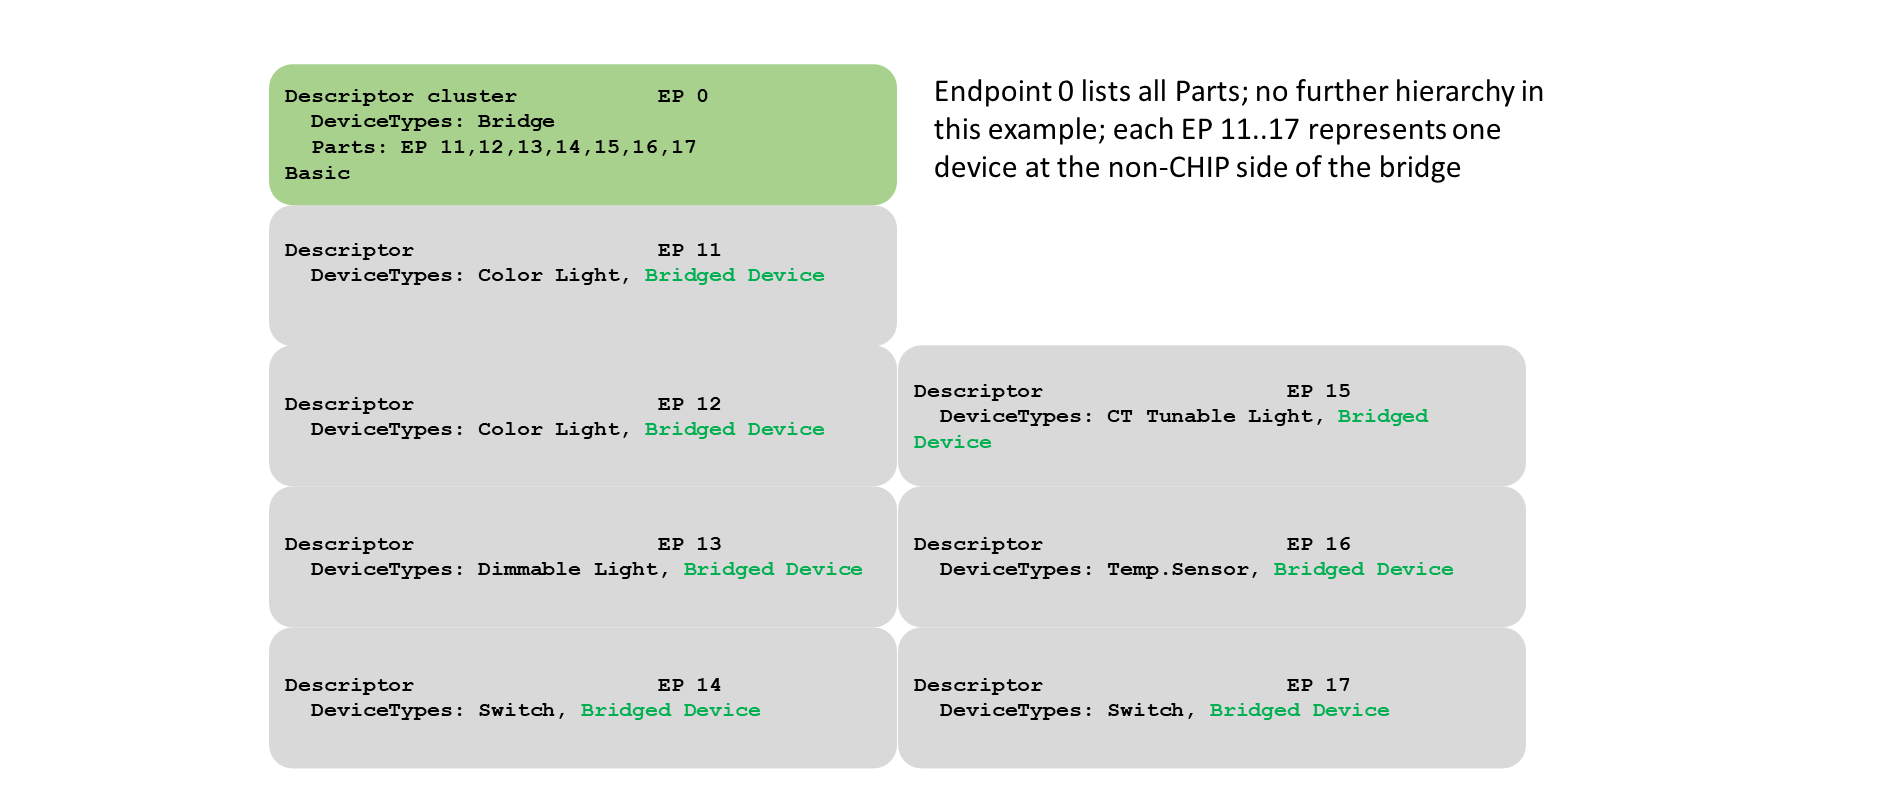 Descriptor cluster EP 0
DeviceTypes: Bridge
Parts: EP 11,12,13,14,15,16,17
Basic
Endpoint 0 lists all Parts; no further hierarchy in
this example; each EP 11..17 represents one
device at the non-CHIP side of the bridge
Descriptor EP 11
DeviceTypes: Color Light, Bridged Device
Descriptor EP 12
DeviceTypes: Color Light, Bridged Device
Descriptor EP 13
DeviceTypes: Dimmable Light, Bridged Device
Descriptor EP 14
DeviceTypes: Switch, Bridged Device
Descriptor EP 15
DeviceTypes: CT Tunable Light, Bridged
Device
Descriptor EP 16
DeviceTypes: Temp.Sensor, Bridged Device
Descriptor EP 17
DeviceTypes: Switch, Bridged Device